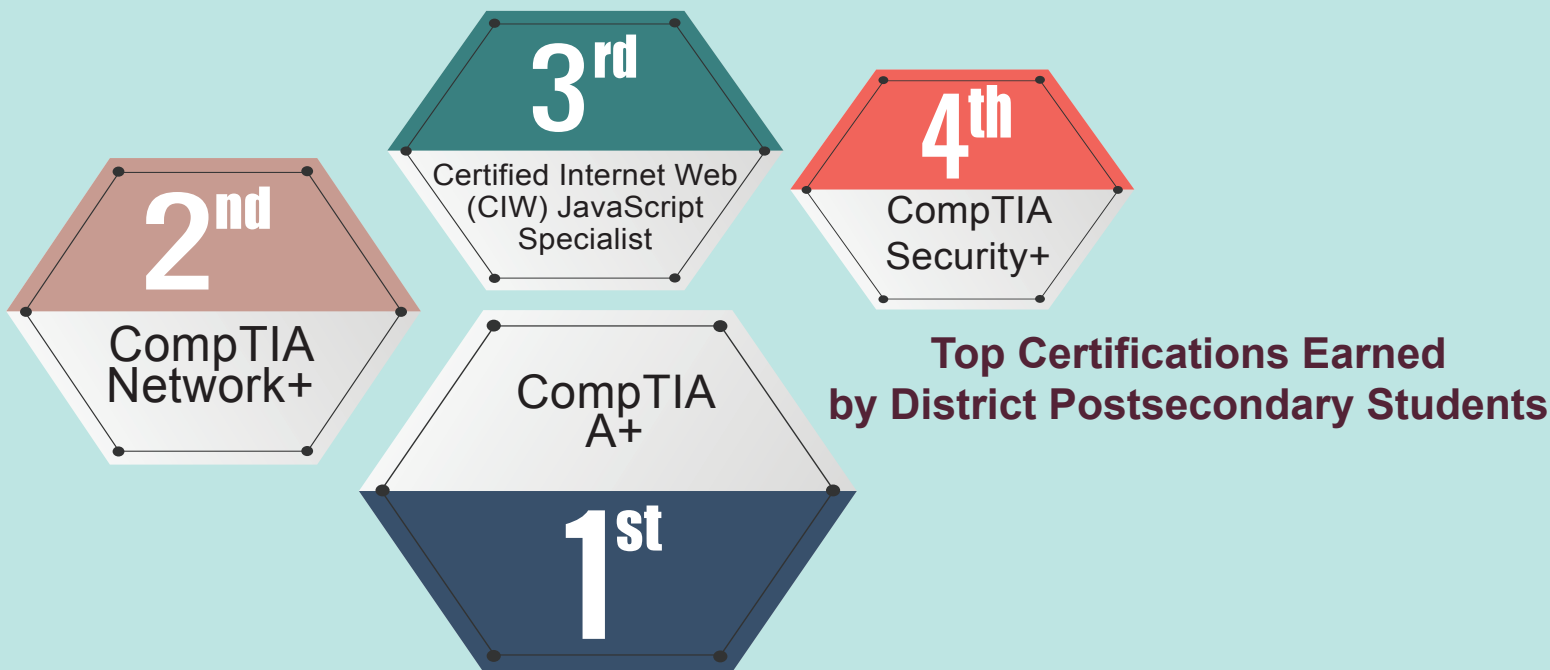 3rd
Certified Internet Web
(CIW) JavaScript
Specialist
4th
CompTIA
Security+
2nd
CompTIA
Network+
CompTIA
A+
1st
Top Certifications Earned
by District Postsecondary Students